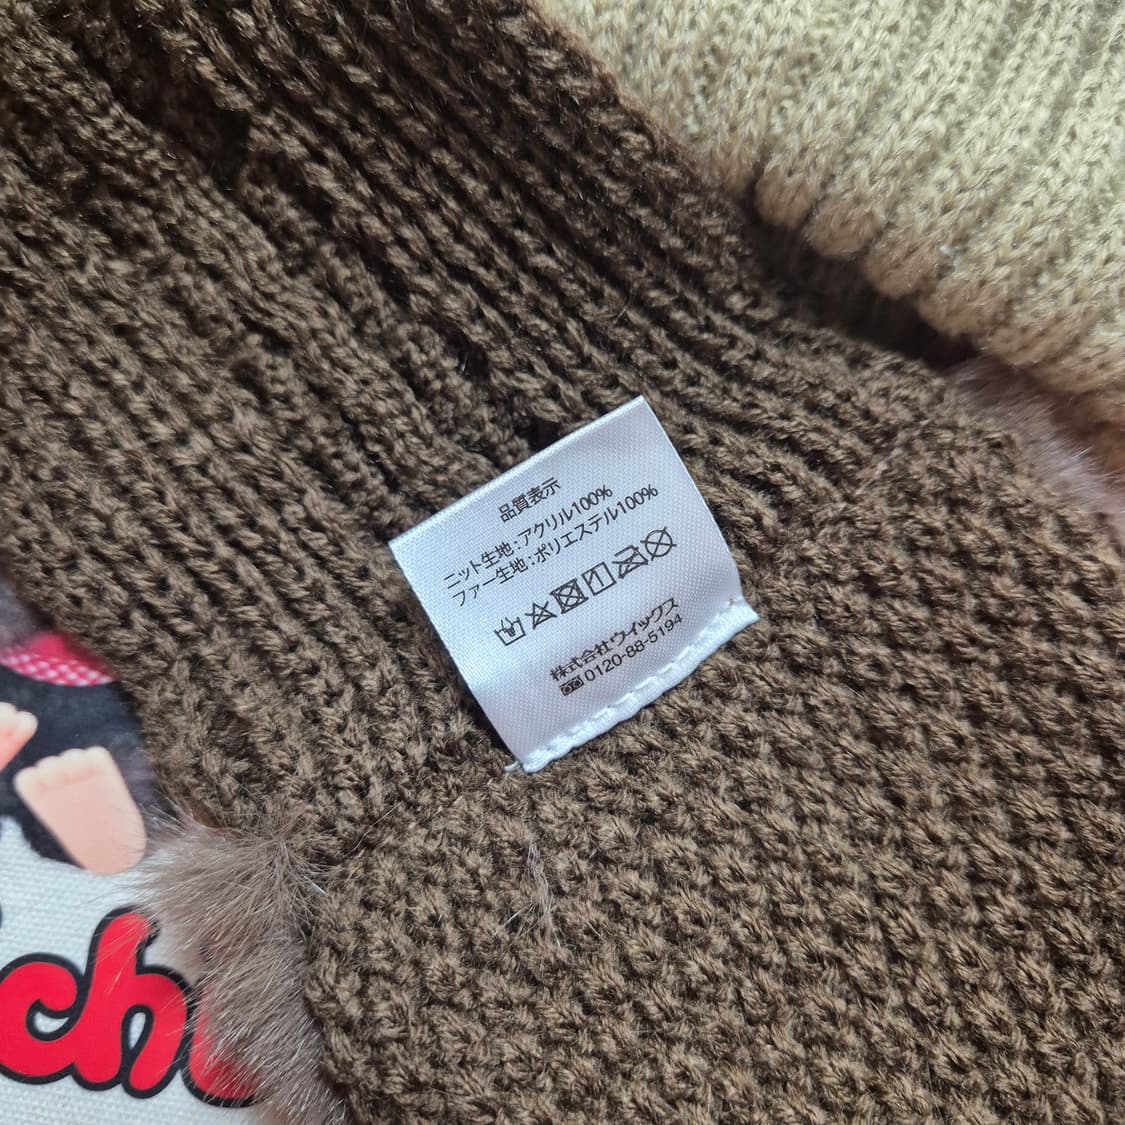 品質表示
ニット生地:アクリル100%
ファー生地:ポリエステル100%
株式会社ウイックス
0120-88-5194
ch